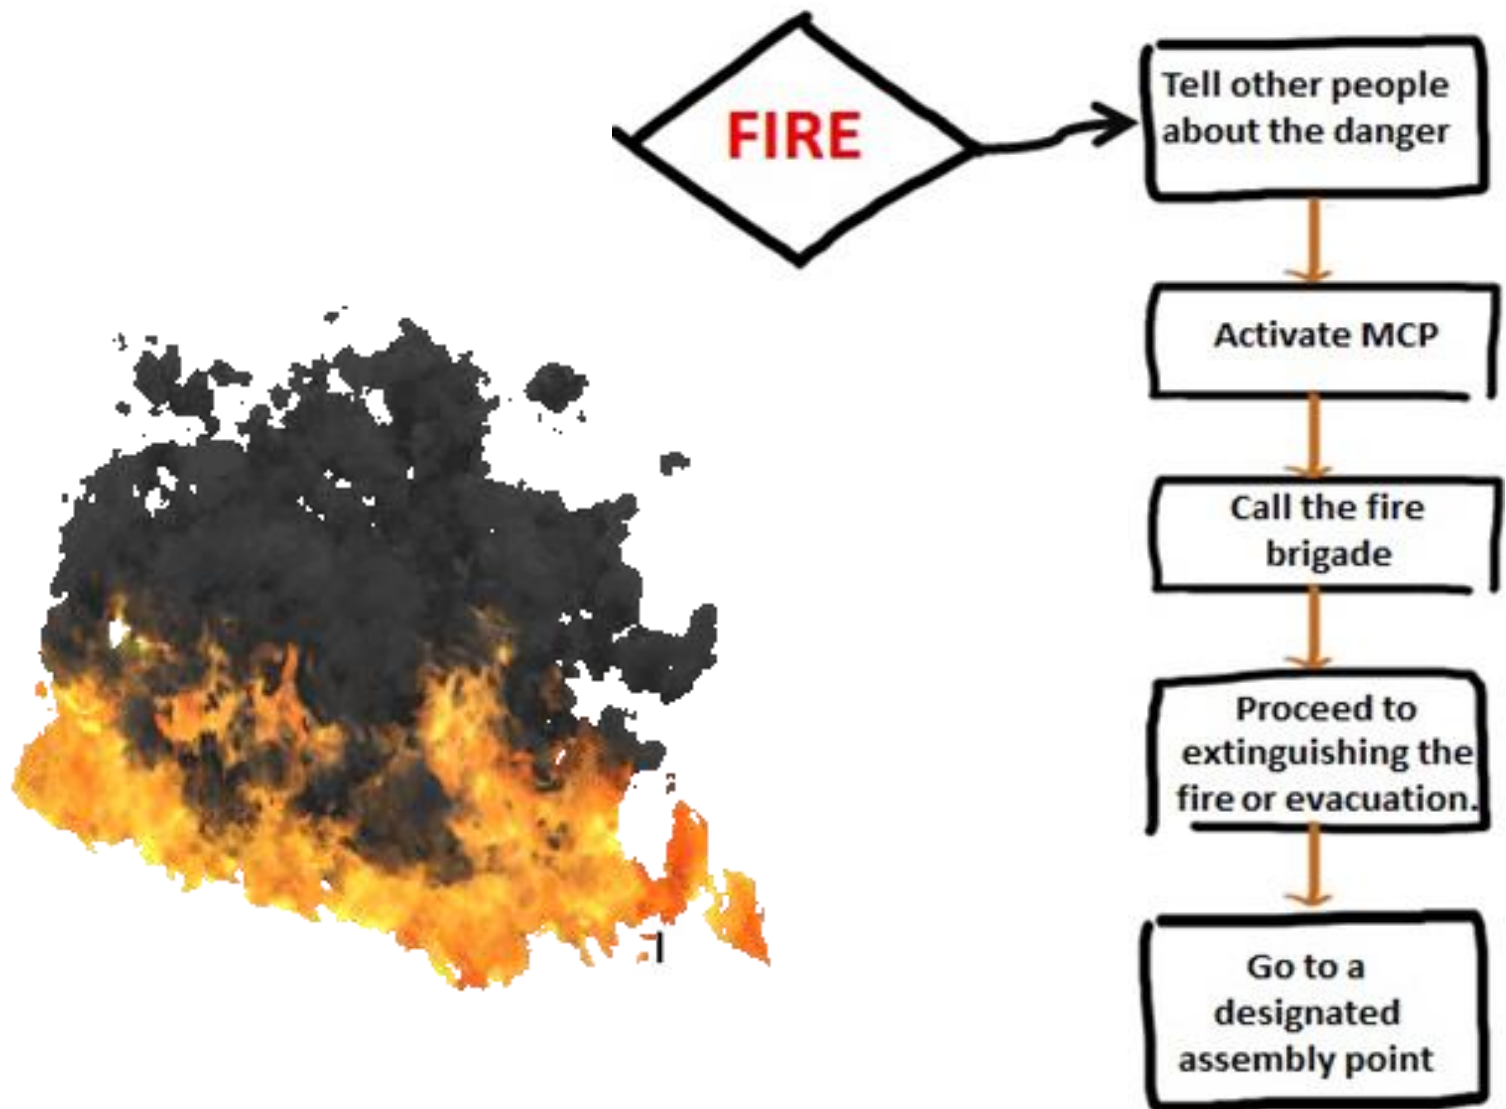 FIRE
Tell other people
about the danger
Activate MCP
Call the fire
brigade
Proceed to
extinguishing the
fire or evacuation.
Go to a
designated
assembly point